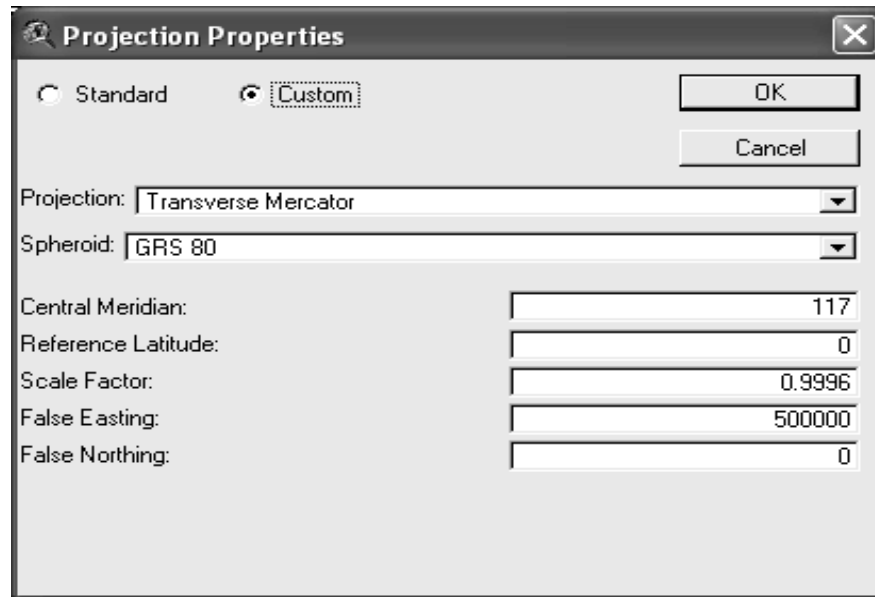 Projection Properties
Standard
Custom
OK
Cancel
Projection: Transverse Mercator
Spheroid: GRS 80
Central Meridian: 117
Reference Latitude: 0
Scale Factor: 0.9996
False Easting: 500000
False Northing: 0